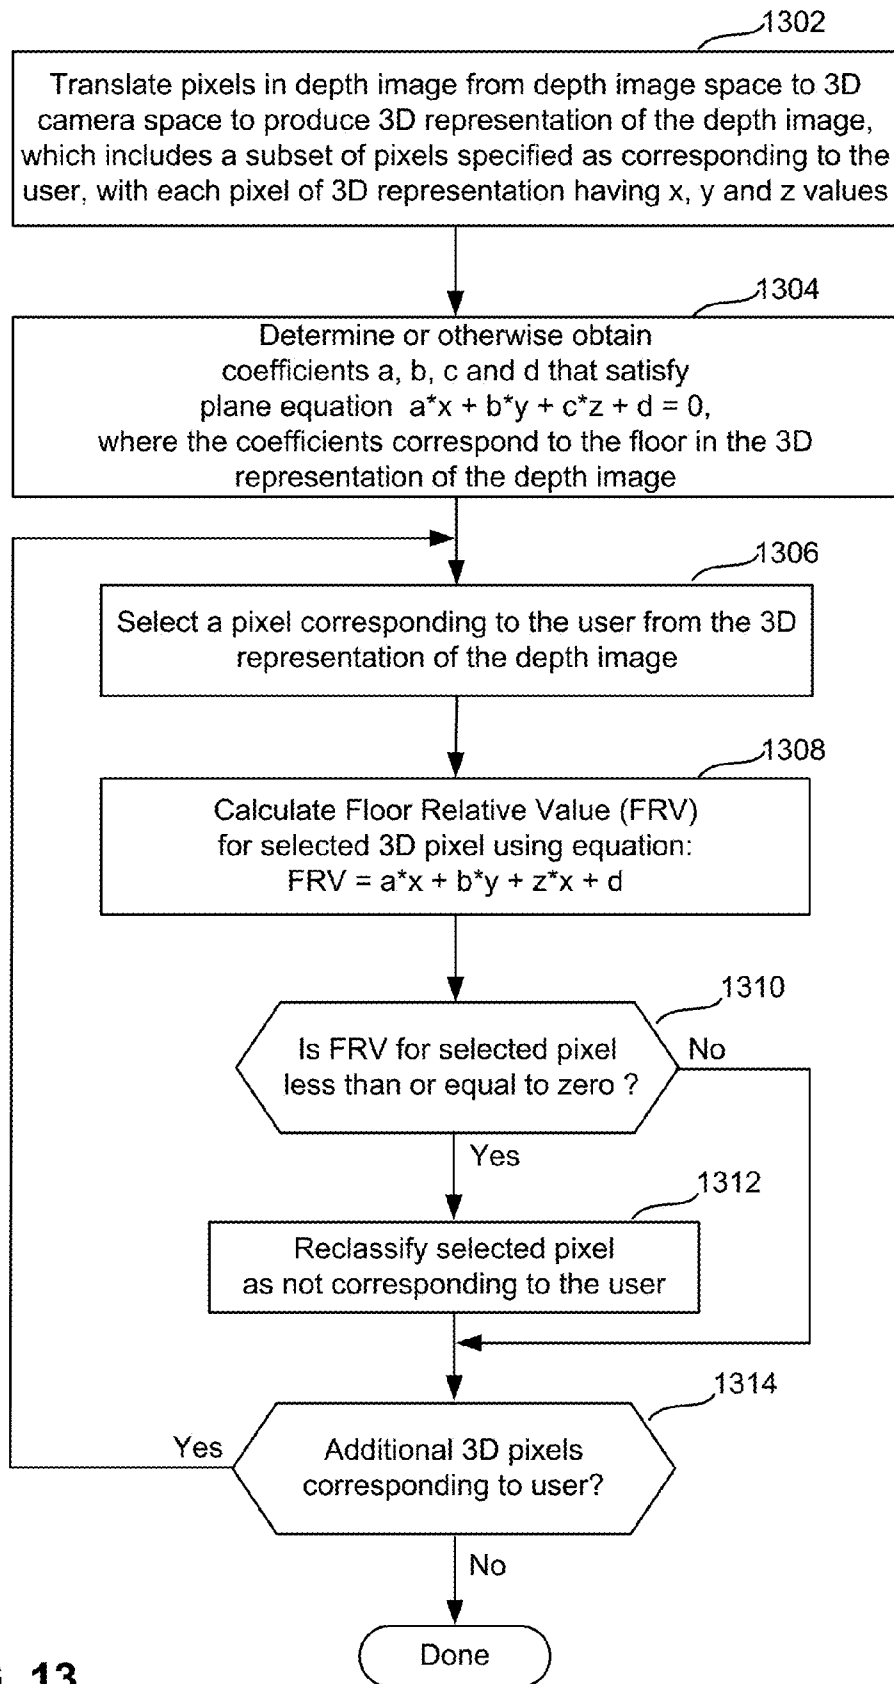 1302
Translate pixels in depth image from depth image space to 3D
camera space to produce 3D representation of the depth image,
which includes a subset of pixels specified as corresponding to the
user, with each pixel of 3D representation having x, y and z values
1304
Determine or otherwise obtain
coefficients a, b, c and d that satisfy
plane equation a*x + b*y + c*z + d = 0,
where the coefficients correspond to the floor in the 3D
representation of the depth image
1306
Select a pixel corresponding to the user from the 3D
representation of the depth image
1308
Calculate Floor Relative Value (FRV)
for selected 3D pixel using equation:
FRV = a*x + b*y + z*x + d
1310
Is FRV for selected pixel
less than or equal to zero ?
No
Yes
1312
Reclassify selected pixel
as not corresponding to the user
1314
Yes
Additional 3D pixels
corresponding to user?
No
Done
13